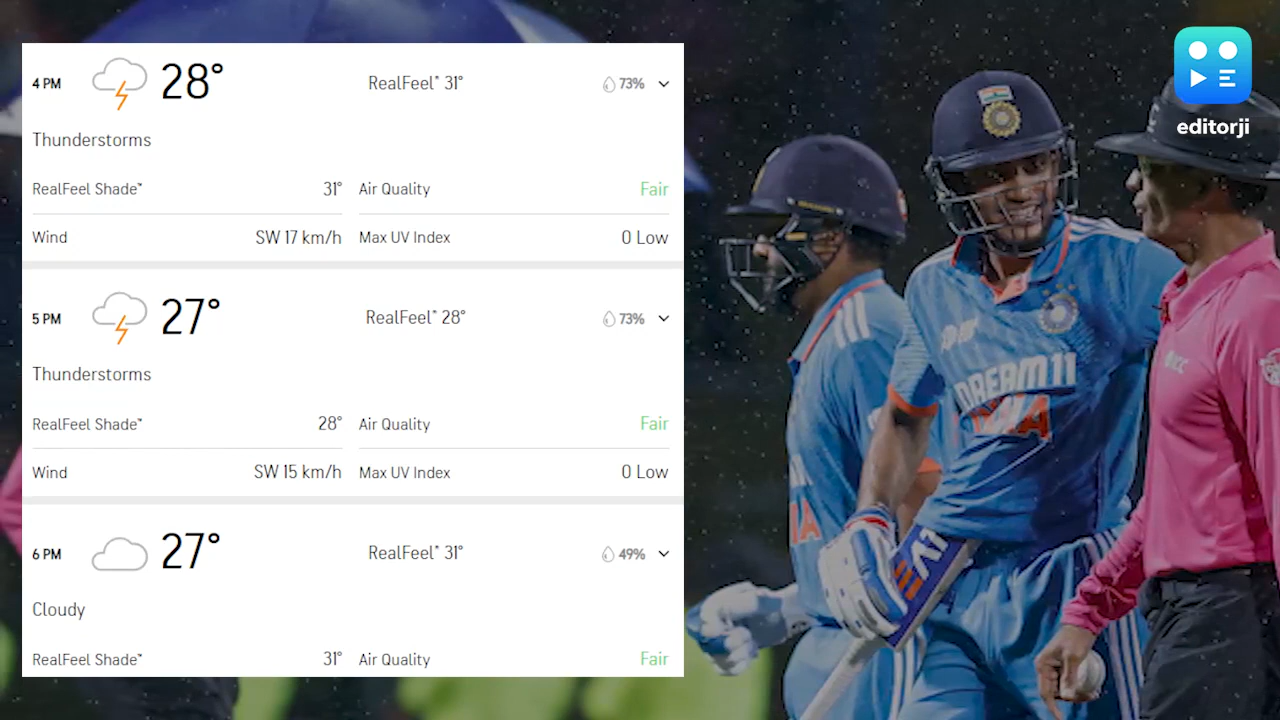 4 PM 28° RealFeel® 31° 73%
Thunderstorms
RealFeel Shade™ 31° Air Quality Fair
Wind SW 17 km/h Max UV Index 0 Low
5 PM 27° RealFeel® 28° 73%
Thunderstorms
RealFeel Shade™ 28° Air Quality Fair
Wind SW 15 km/h Max UV Index 0 Low
6 PM 27° RealFeel® 31° 49%
Cloudy
RealFeel Shade™ 31° Air Quality Fair
editorji
DREAM11
INDIA
ICC